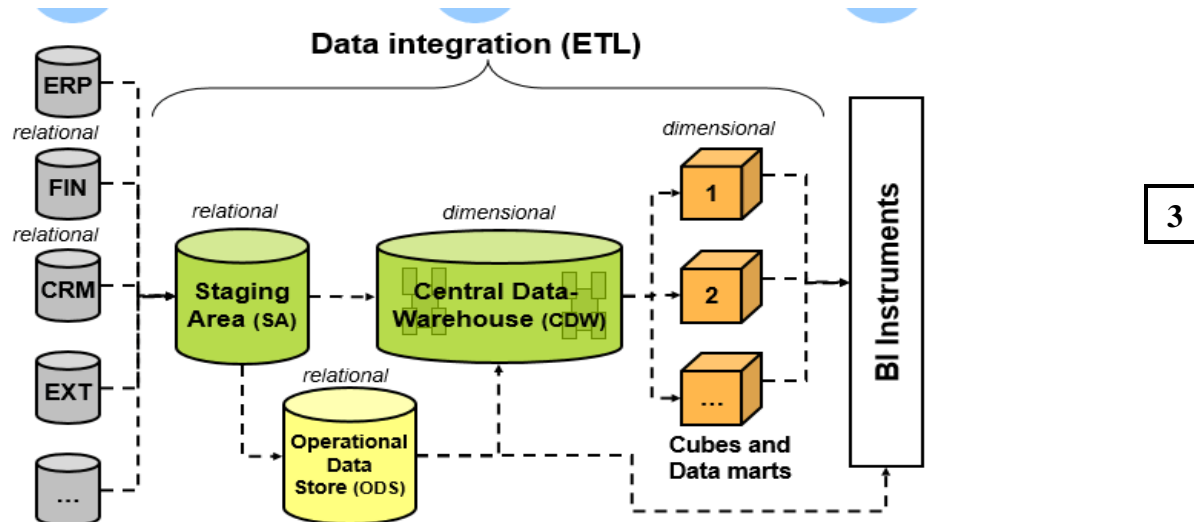 Data integration (ETL)
ERP
relational
FIN
relational
CRM
EXT
...
relational
Staging
Area (SA)
dimensional
Central Data-
Warehouse (CDW)
relational
Operational
Data
Store (ODS)
dimensional
1
2
...
Cubes and
Data marts
BI Instruments
3